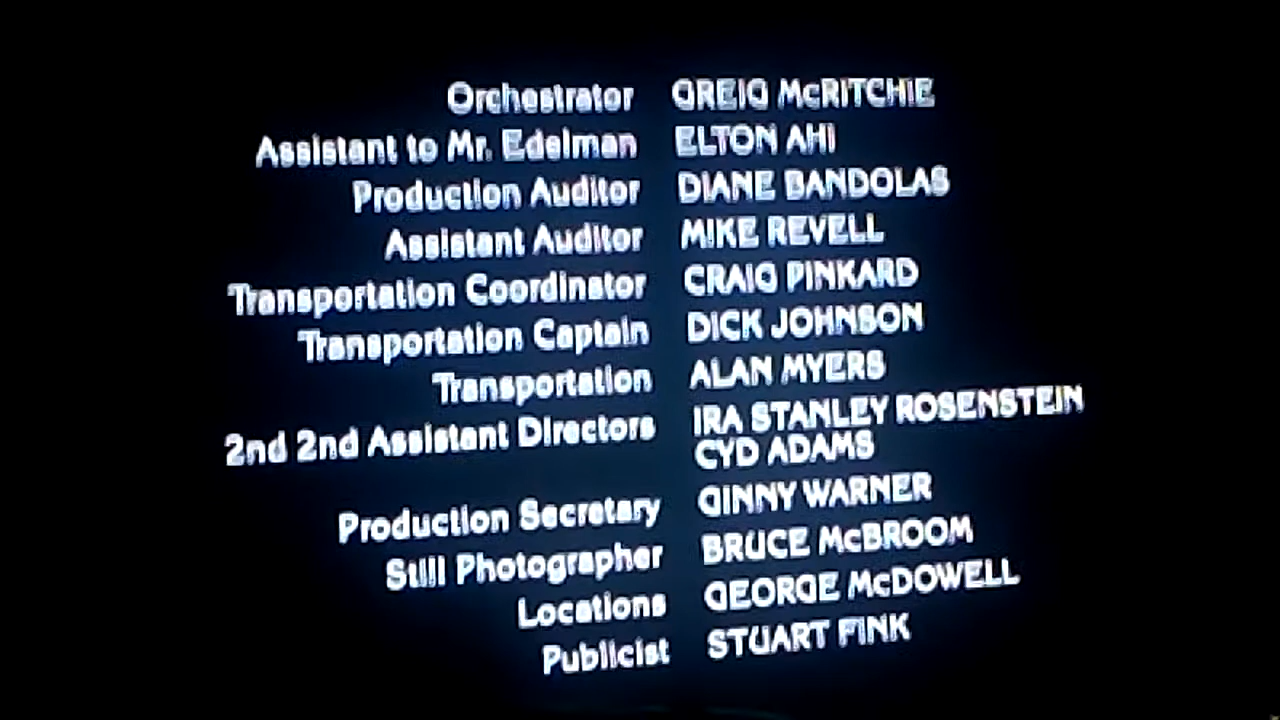 Orchestrator GREIG McRITCHIE
Assistant to Mr. Edelman ELTON AHI
Production Auditor DIANE BANDOLAS
Assistant Auditor MIKE REVELL
Transportation Coordinator CRAIG PINKARD
Transportation Captain DICK JOHNSON
Transportation ALAN MYERS
2nd 2nd Assistant Directors IRA STANLEY ROSENSTEIN
CYD ADAMS
Production Secretary GINNY WARNER
Still Photographer BRUCE McBROOM
Locations GEORGE McDOWELL
Publicist STUART FINK